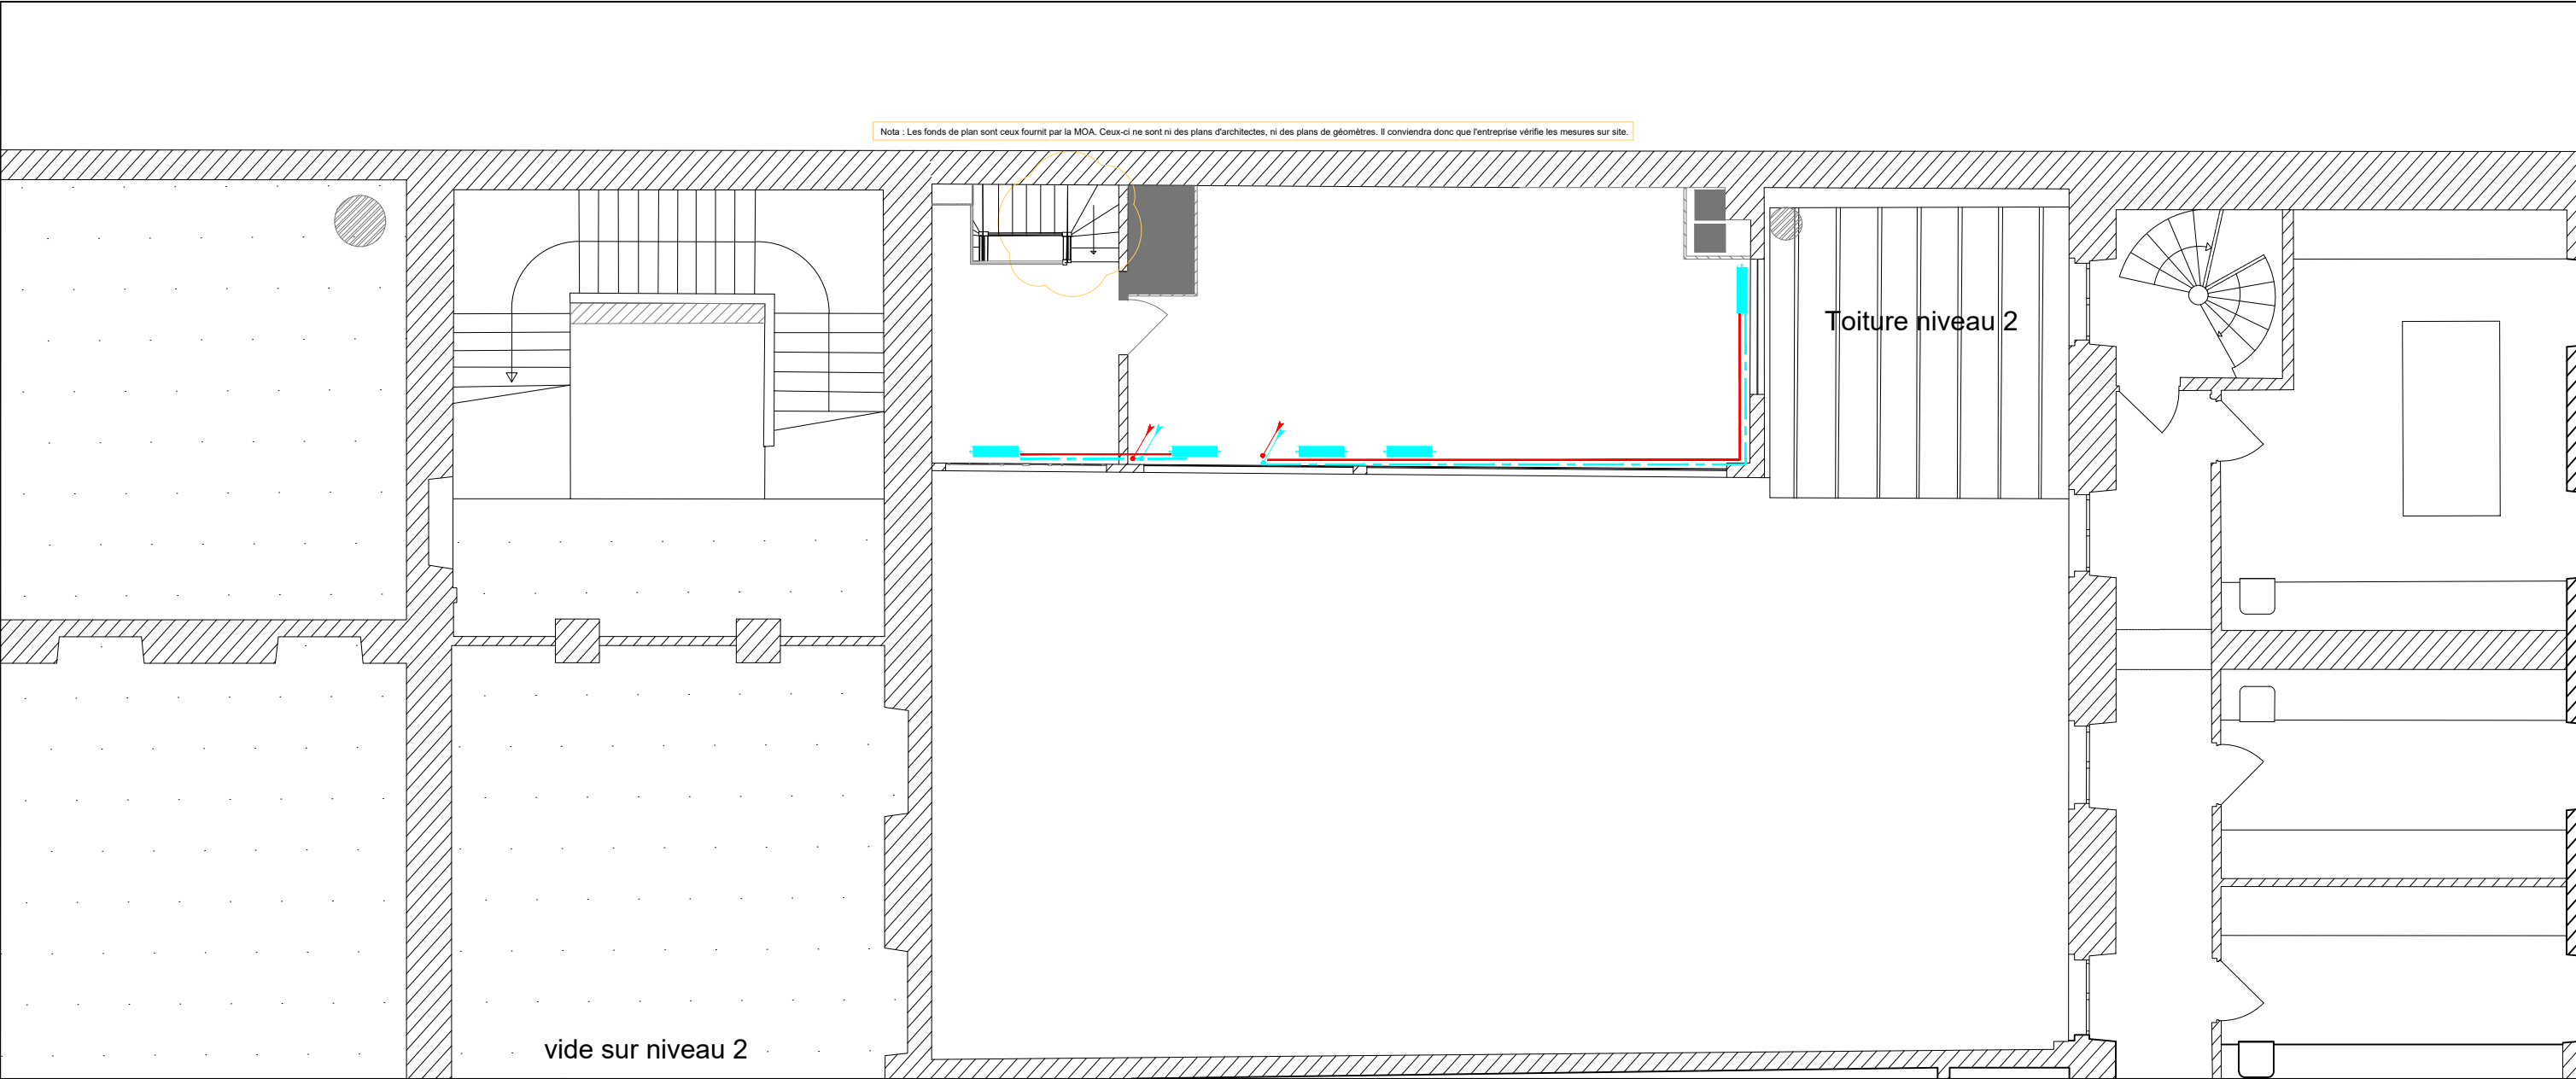 Nota : Les fonds de plan sont ceux fournit par la MOA. Ceux-ci ne sont ni des plans d'architectes, ni des plans de géomètres. Il conviendra donc que l'entreprise vérifie les mesures sur site.
Toiture niveau 2
vide sur niveau 2